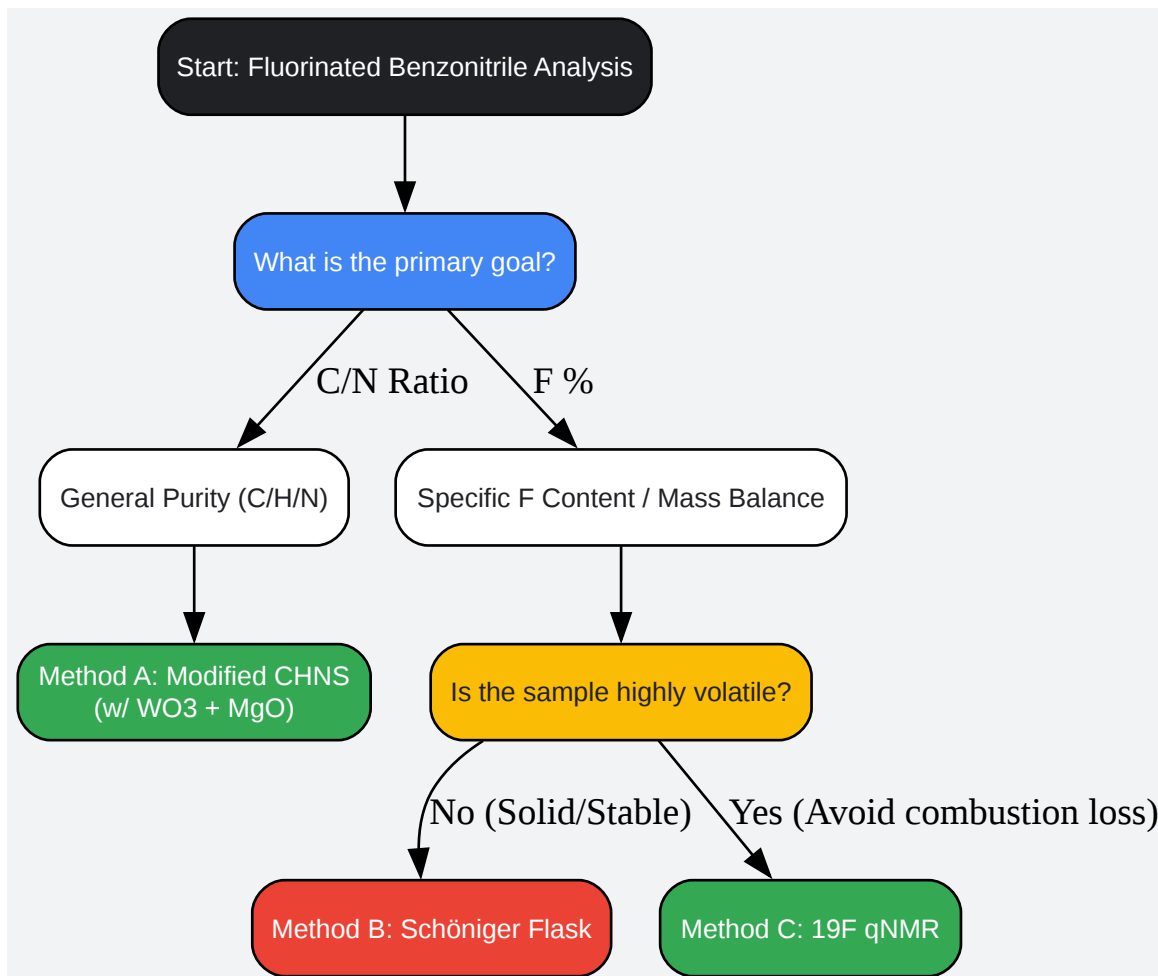 Start: Fluorinated Benzonitrile Analysis
What is the primary goal?
C/N Ratio
F %
General Purity (C/H/N)
Specific F Content / Mass Balance
Method A: Modified CHNS
(w/ WO3 + MgO)
Is the sample highly volatile?
No (Solid/Stable)
Yes (Avoid combustion loss)
Method B: Schöniger Flask
Method C: 19F qNMR